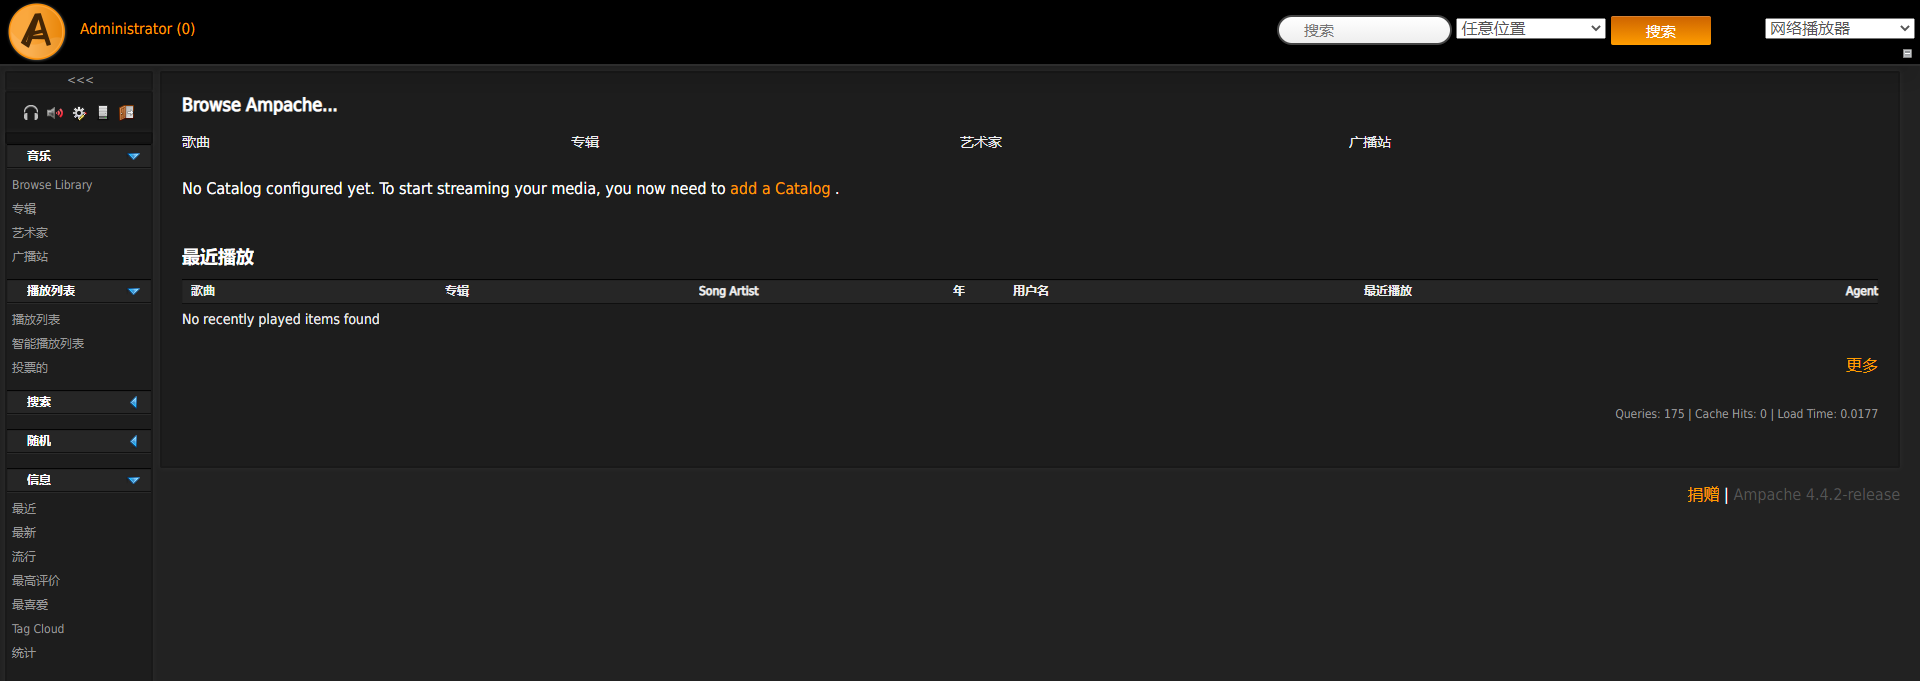 Administrator (0)
搜索 任意位置 搜索 网络播放器
<<<
音乐
Browse Library
专辑
艺术家
广播站
播放列表
播放列表
智能播放列表
投票的
搜索
随机
信息
最近
最新
流行
最高评价
最喜爱
Tag Cloud
统计
Browse Ampache...
歌曲 专辑 艺术家 广播站
No Catalog configured yet. To start streaming your media, you now need to add a Catalog .
最近播放
歌曲 专辑 Song Artist 年 用户名 最近播放 Agent
No recently played items found
更多
Queries: 175 | Cache Hits: 0 | Load Time: 0.0177
捐赠 | Ampache 4.4.2-release